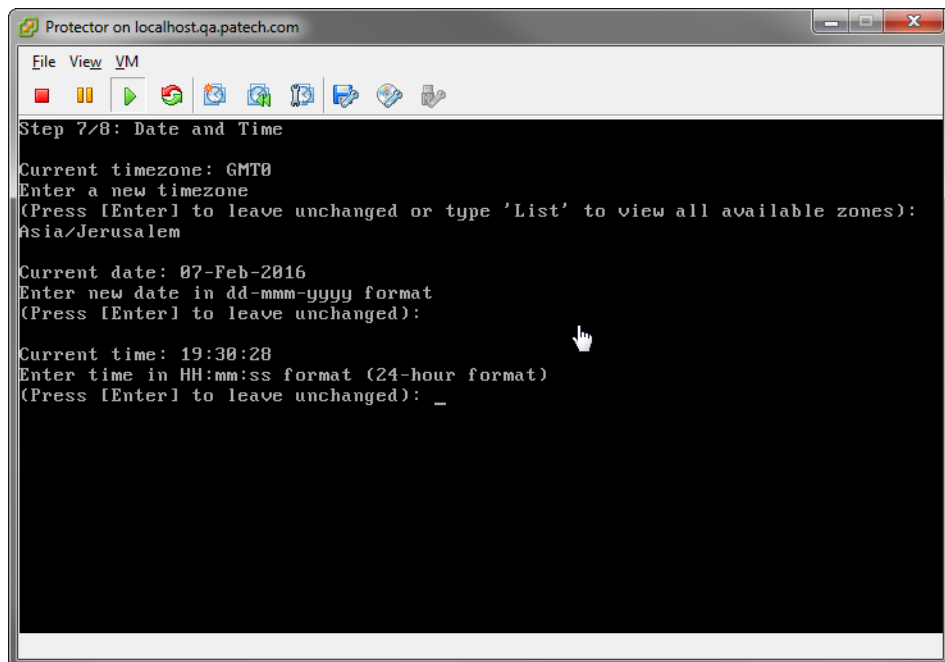 Protector on localhost.qa.patech.com
File View VM
Step 7/8: Date and Time
Current timezone: GMT0
Enter a new timezone
(Press [Enter] to leave unchanged or type 'List' to view all available zones):
Asia/Jerusalem
Current date: 07-Feb-2016
Enter new date in dd-mmm-yyyy format
(Press [Enter] to leave unchanged):
Current time: 19:30:28
Enter time in HH:mm:ss format (24-hour format)
(Press [Enter] to leave unchanged): _